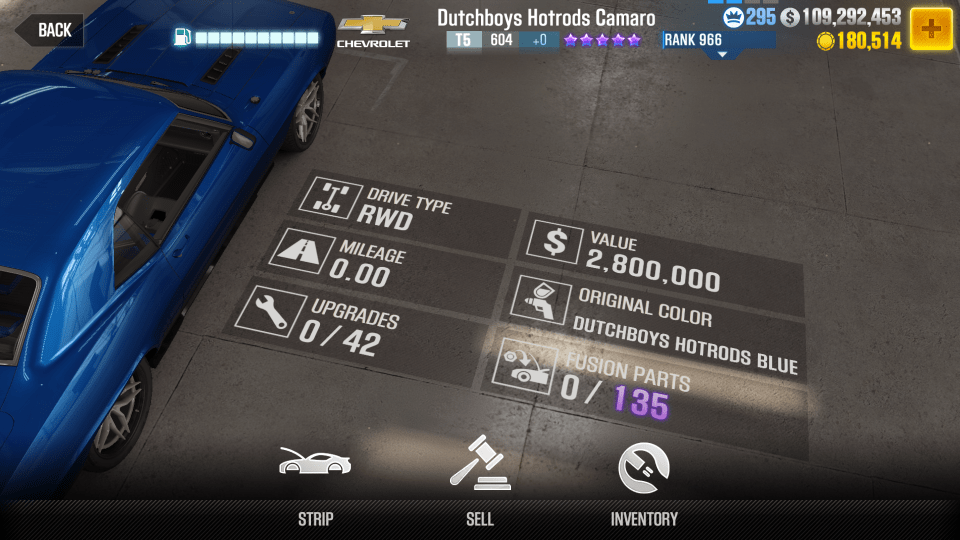 BACK
CHEVROLET
Dutchboys Hotrods Camaro
T5 604 +0
RANK 966
295 $ 109,292,453
180,514
+
DRIVE TYPE
RWD
MILEAGE
0.00
UPGRADES
0 / 42
$
VALUE
2,800,000
ORIGINAL COLOR
DUTCHBOYS HOTRODS BLUE
FUSION PARTS
0 / 135
STRIP
SELL
INVENTORY